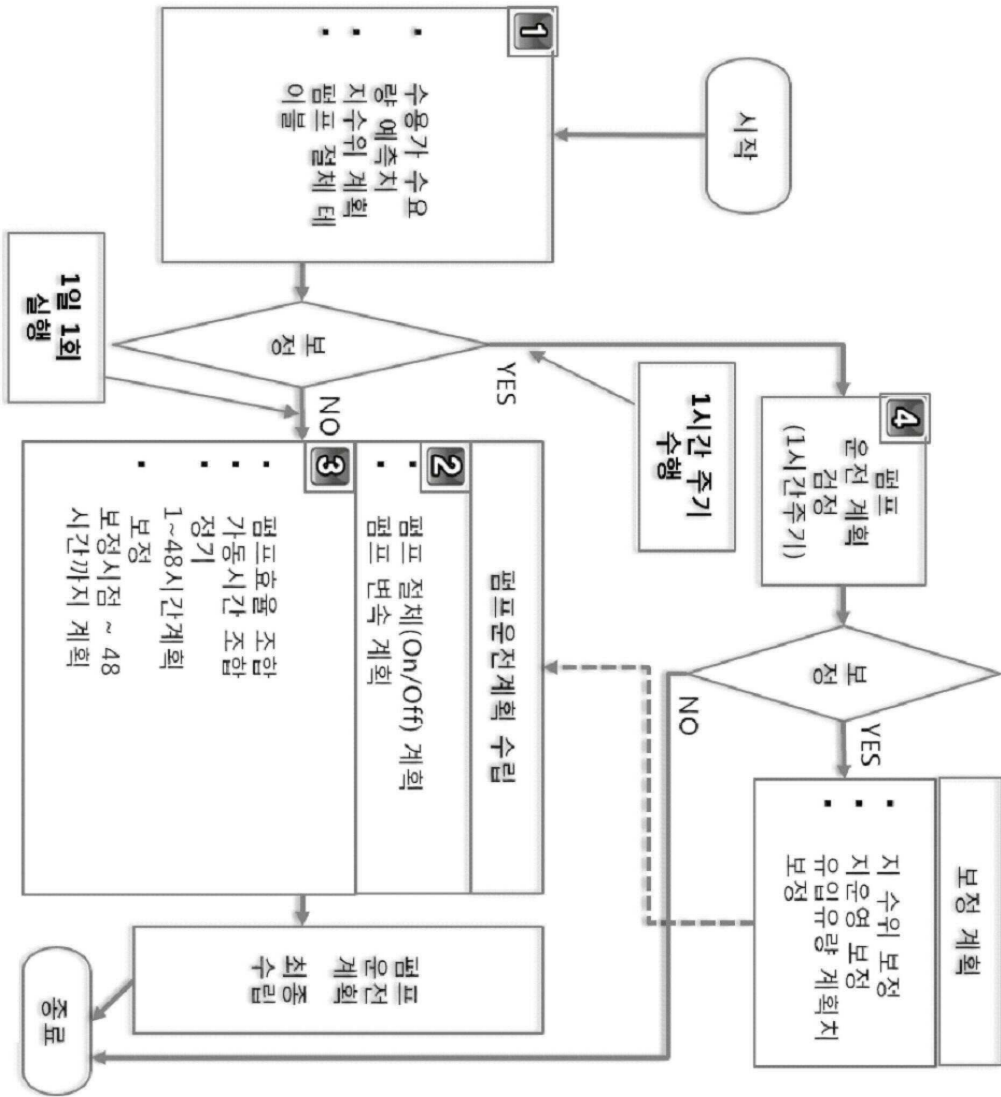 시작
1
수용가 수요
량 예측치
지수위 계획
펌프 절체 테
이블
보
정
YES
NO
1시간 주기
수행
1일 1회
실행
4
펌프
운전 계획
검정
(1시간주기)
보
정
YES
NO
보정 계획
지 수위 보정
지운영 보정
유입유량 계획치
보정
펌프운전계획 수립
2
펌프 절체(On/Off) 계획
펌프 변속 계획
3
펌프효율 조합
가동시간 조합
정기
1~48시간계획
보정
보정시점 ~ 48
시간까지 계획
펌프
운전
계획
최종
수립
종료